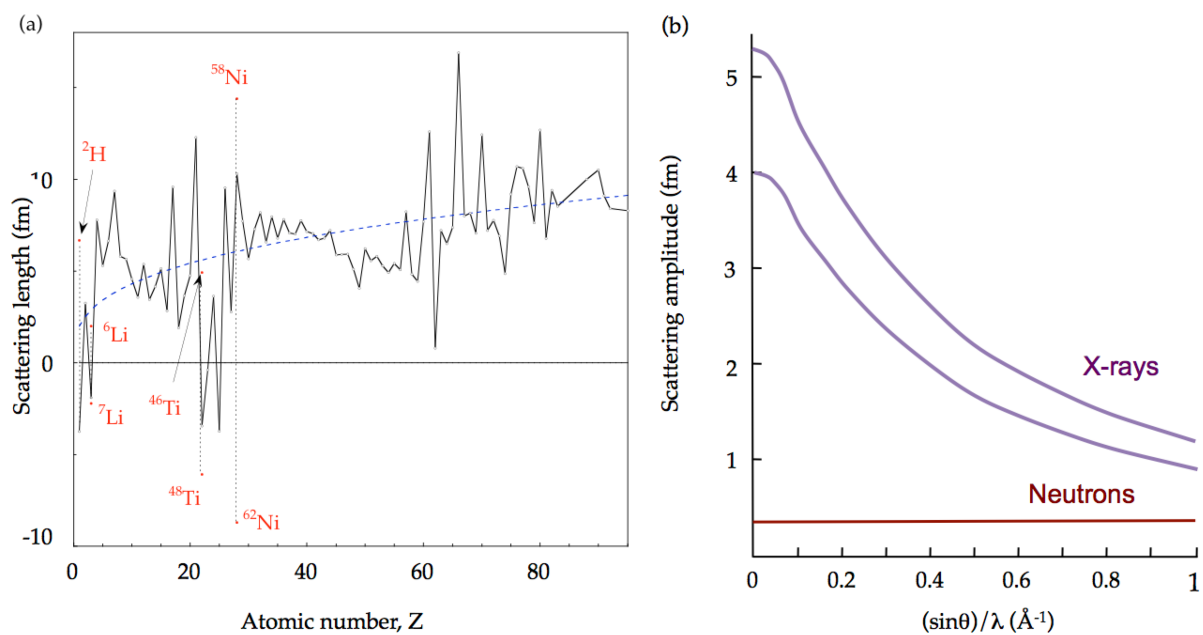 (a)
Scattering length (fm)
10
0
-10
0
20
40
60
80
Atomic number, Z
²H
⁶Li
⁷Li
⁴⁶Ti
⁴⁸Ti
⁵⁸Ni
⁶²Ni
(b)
Scattering amplitude (fm)
5
4
3
2
1
X-rays
Neutrons
0
0.2
0.4
0.6
0.8
1
(sinθ)/λ (Å⁻¹)